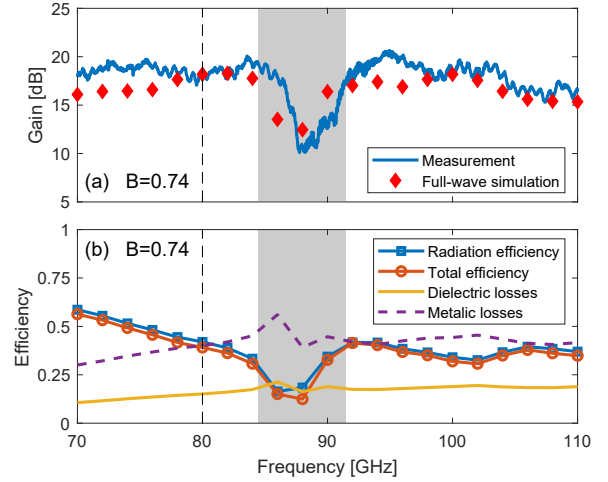 25
20
15
10
5
Gain [dB]
(a) B=0.74
Measurement
Full-wave simulation
1
0.75
0.5
0.25
0
Efficiency
(b) B=0.74
Radiation efficiency
Total efficiency
Dielectric losses
Metalic losses
70 80 90 100 110
Frequency [GHz]